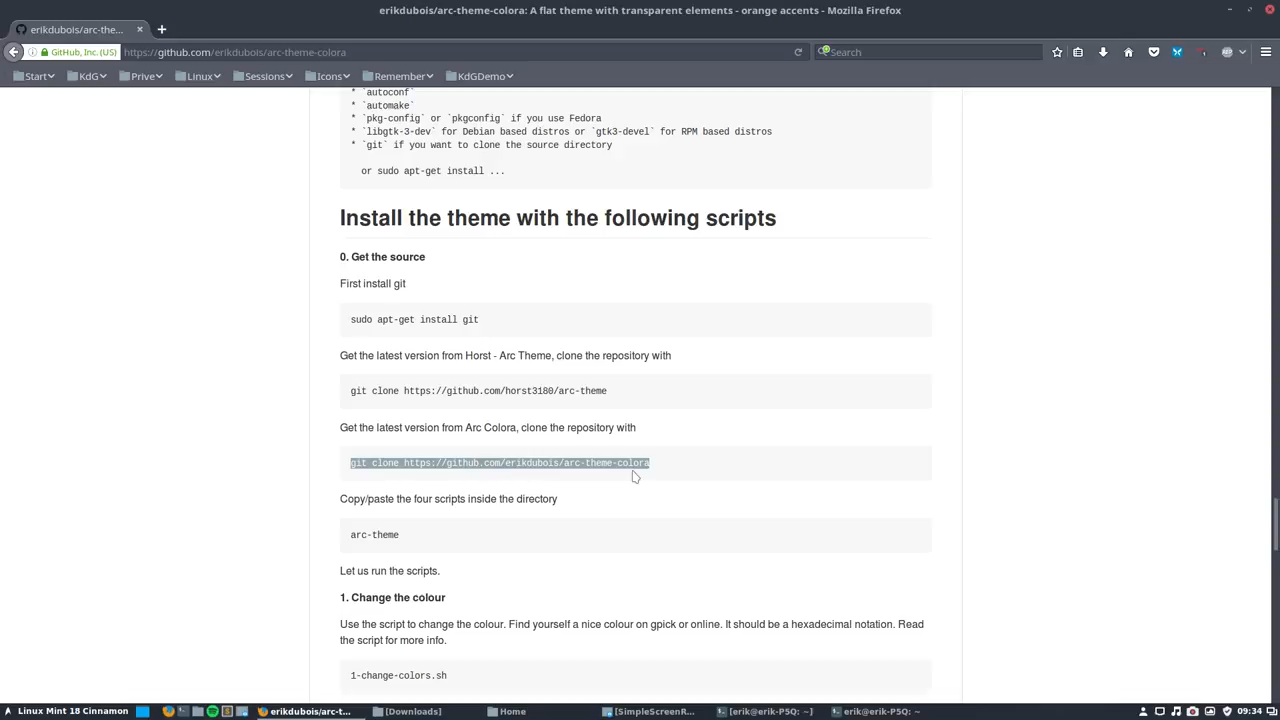 erikdubois/arc-theme-colora: A flat theme with transparent elements - orange accents - Mozilla Firefox
erikdubois/arc-the...
GitHub, Inc. (US) https://github.com/erikdubois/arc-theme-colora
Search
Start KdG Prive Linux Sessions Icons Remember KdGDemo
* `autoconf`
* `automake`
* `pkg-config` or `pkgconfig` if you use Fedora
* `libgtk-3-dev` for Debian based distros or `gtk3-devel` for RPM based distros
* `git` if you want to clone the source directory
or sudo apt-get install ...
Install the theme with the following scripts
0. Get the source
First install git
sudo apt-get install git
Get the latest version from Horst - Arc Theme, clone the repository with
git clone https://github.com/horst3180/arc-theme
Get the latest version from Arc Colora, clone the repository with
git clone https://github.com/erikdubois/arc-theme-colora
Copy/paste the four scripts inside the directory
arc-theme
Let us run the scripts.
1. Change the colour
Use the script to change the colour. Find yourself a nice colour on gpick or online. It should be a hexadecimal notation. Read
the script for more info.
1-change-colors.sh
Linux Mint 18 Cinnamon erikdubois/arc-t... [Downloads] Home [SimpleScreenR... [erik@erik-P5Q: ~] erik@erik-P5Q: ~ 09:34